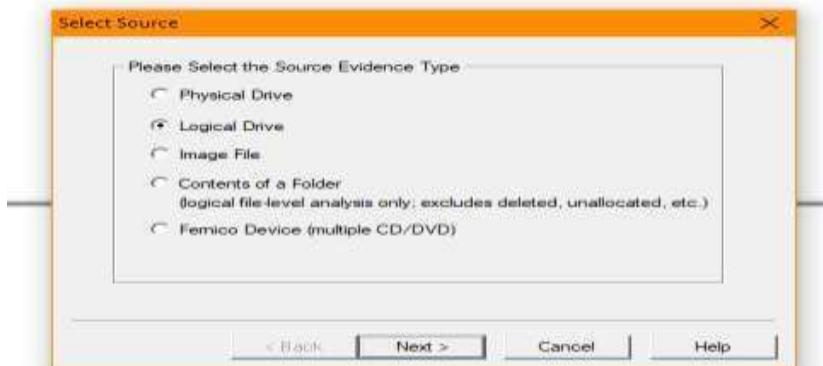 Select Source
Please Select the Source Evidence Type
Physical Drive
Logical Drive
Image File
Contents of a Folder
(logical file-level analysis only; excludes deleted, unallocated, etc.)
Fernico Device (multiple CD/DVD)
< Back Next > Cancel Help